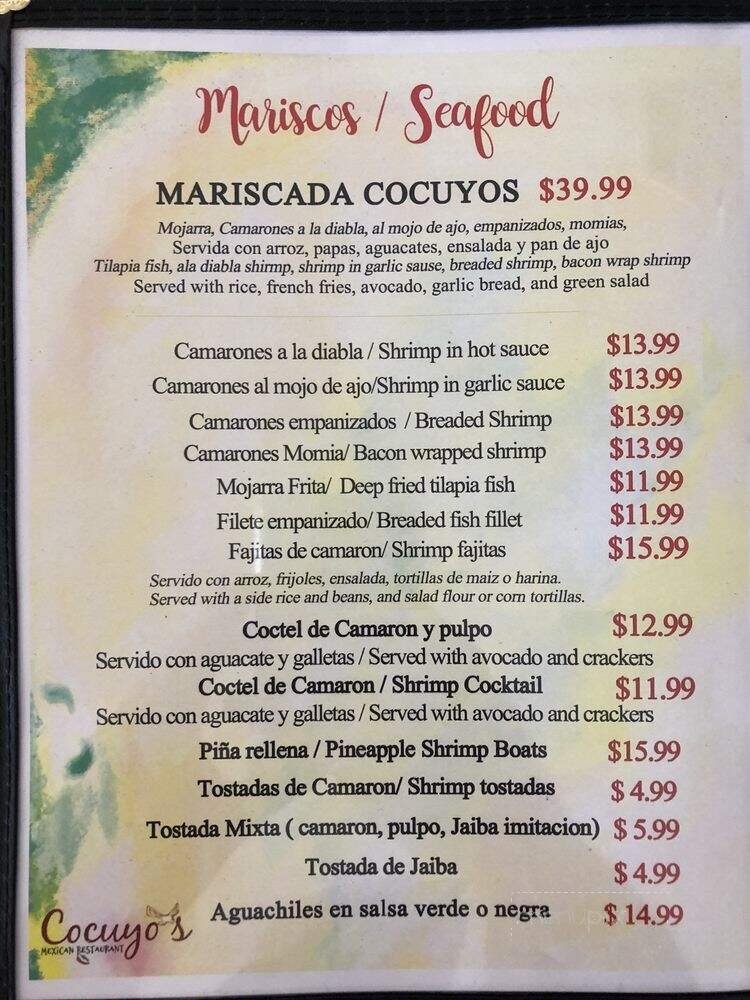 Mariscos / Seafood
MARISCADA COCUYOS $39.99
Mojarra, Camarones a la diabla, al mojo de ajo, empanizados, momias,
Servida con arroz, papas, aguacates, ensalada y pan de ajo
Tilapia fish, ala diabla shirmp, shrimp in garlic sause, breaded shrimp, bacon wrap shrimp
Served with rice, french fries, avocado, garlic bread, and green salad
Camarones a la diabla / Shrimp in hot sauce $13.99
Camarones al mojo de ajo/Shrimp in garlic sauce $13.99
Camarones empanizados / Breaded Shrimp $13.99
Camarones Momia/ Bacon wrapped shrimp $13.99
Mojarra Frita/ Deep fried tilapia fish $11.99
Filete empanizado/ Breaded fish fillet $11.99
Fajitas de camaron/ Shrimp fajitas $15.99
Servido con arroz, frijoles, ensalada, tortillas de maiz o harina.
Served with a side rice and beans, and salad flour or corn tortillas.
Coctel de Camaron y pulpo $12.99
Servido con aguacate y galletas / Served with avocado and crackers
Coctel de Camaron / Shrimp Cocktail $11.99
Servido con aguacate y galletas / Served with avocado and crackers
Piña rellena / Pineapple Shrimp Boats $15.99
Tostadas de Camaron/ Shrimp tostadas $ 4.99
Tostada Mixta ( camaron, pulpo, Jaiba imitacion) $ 5.99
Tostada de Jaiba $ 4.99
Aguachiles en salsa verde o negra $ 14.99
Cocuyo's
MEXICAN RESTAURANT